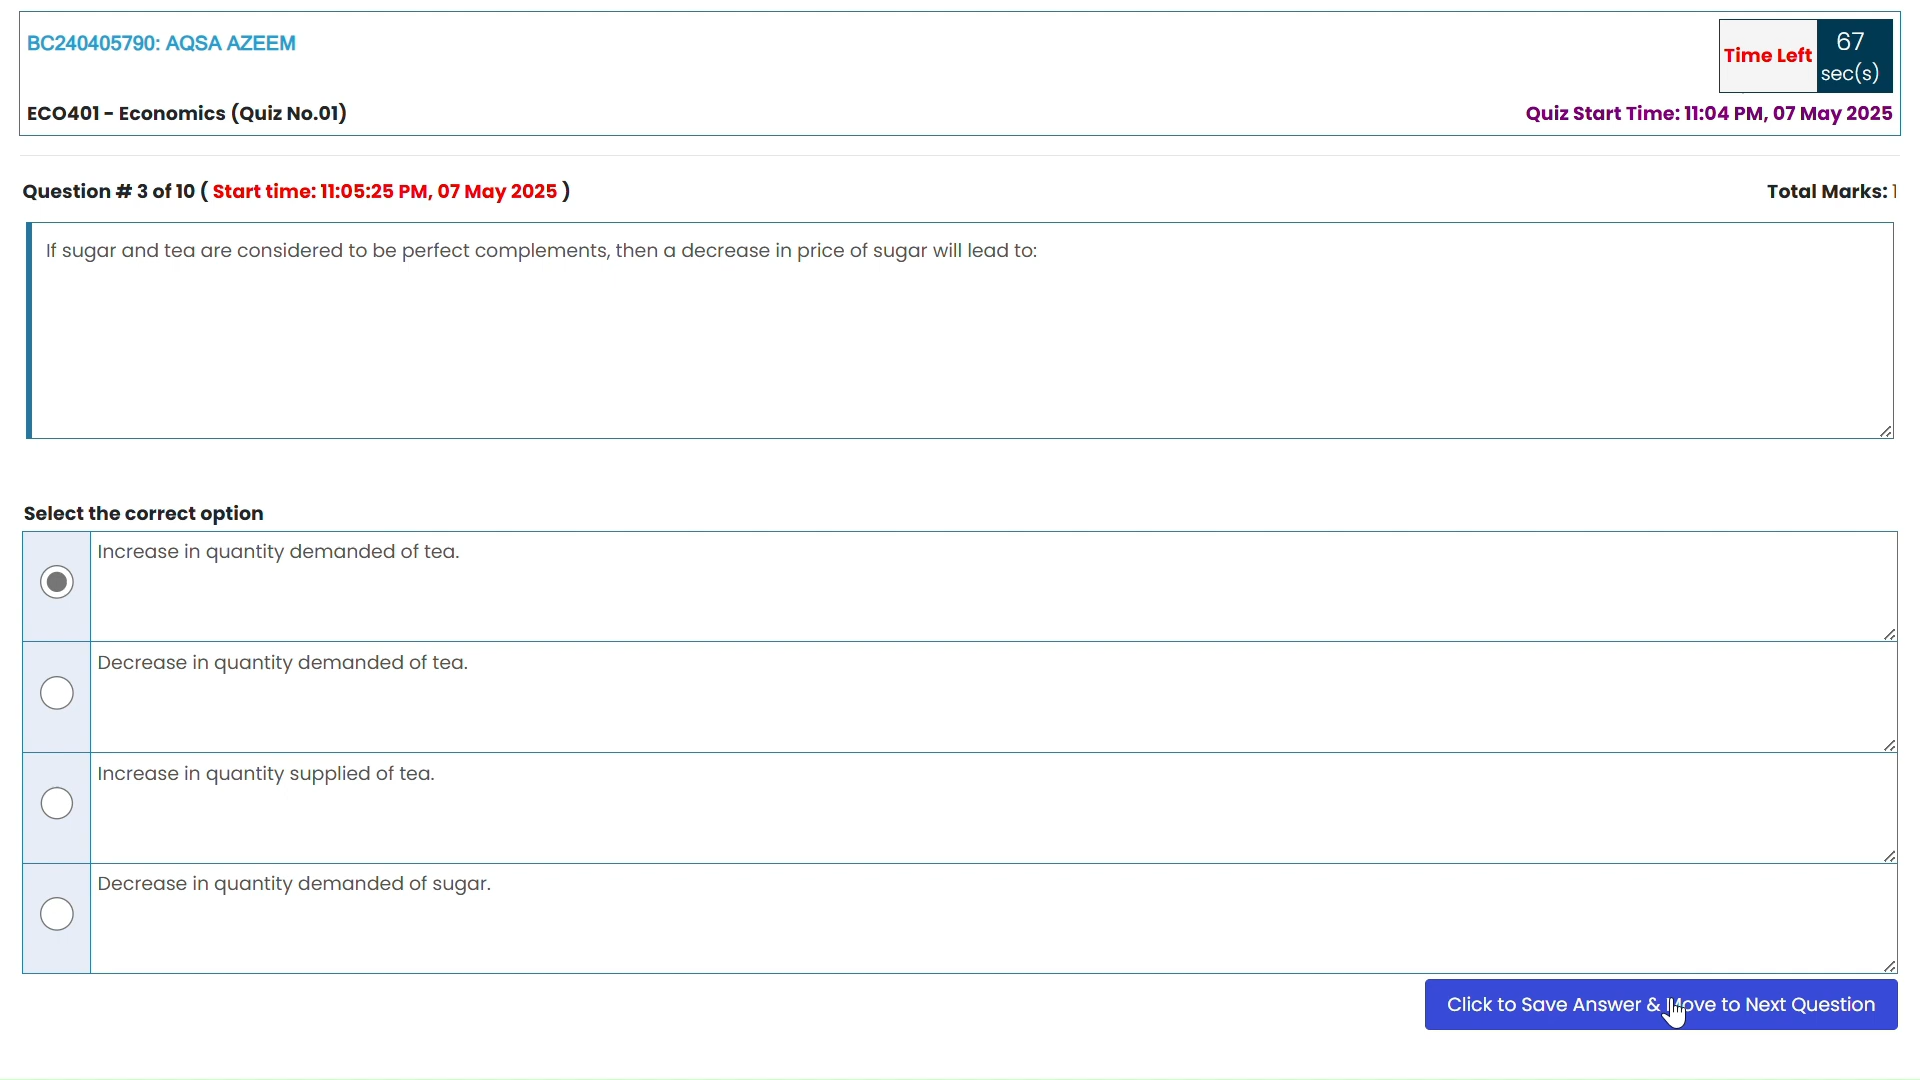 BC240405790: AQSA AZEEM
Time Left
67
sec(s)
ECO401 - Economics (Quiz No.01)
Quiz Start Time: 11:04 PM, 07 May 2025
Question # 3 of 10 ( Start time: 11:05:25 PM, 07 May 2025 )
Total Marks: 1
If sugar and tea are considered to be perfect complements, then a decrease in price of sugar will lead to:
Select the correct option
Increase in quantity demanded of tea.
Decrease in quantity demanded of tea.
Increase in quantity supplied of tea.
Decrease in quantity demanded of sugar.
Click to Save Answer & Move to Next Question